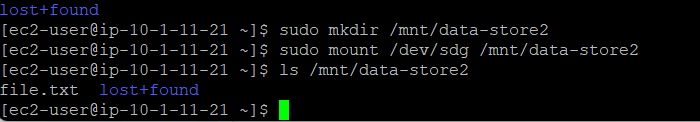 lost+found
[ec2-user@ip-10-1-11-21 ~]$ sudo mkdir /mnt/data-store2
[ec2-user@ip-10-1-11-21 ~]$ sudo mount /dev/sdg /mnt/data-store2
[ec2-user@ip-10-1-11-21 ~]$ ls /mnt/data-store2
file.txt  lost+found
[ec2-user@ip-10-1-11-21 ~]$